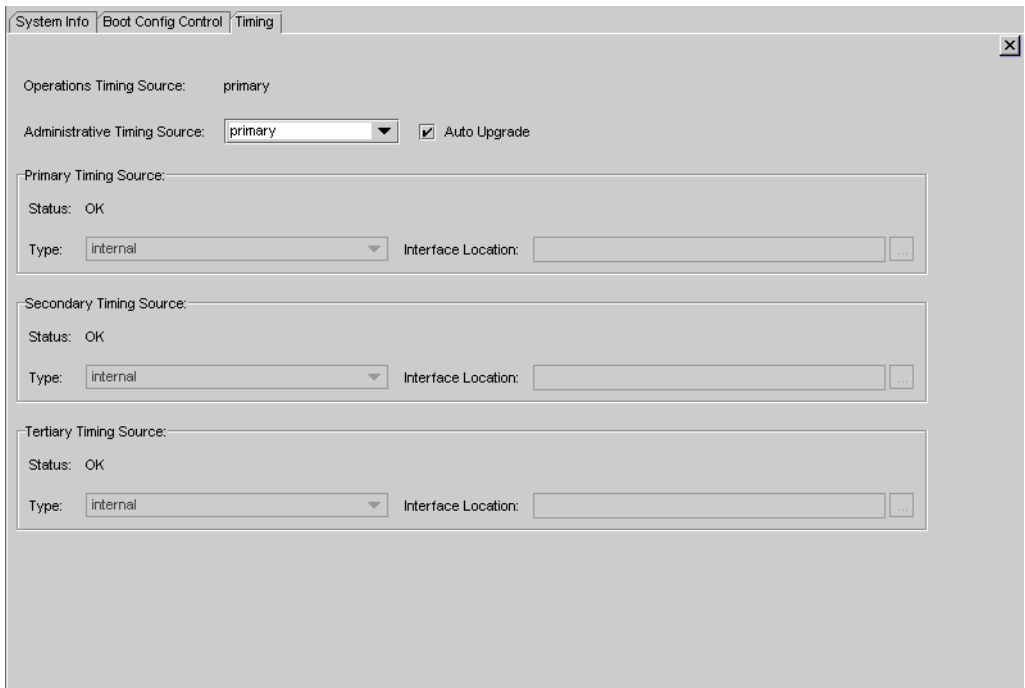 System Info Boot Config Control Timing
Operations Timing Source: primary
Administrative Timing Source: primary Auto Upgrade
Primary Timing Source:
Status: OK
Type: internal Interface Location: ...
Secondary Timing Source:
Status: OK
Type: internal Interface Location: ...
Tertiary Timing Source:
Status: OK
Type: internal Interface Location: ...